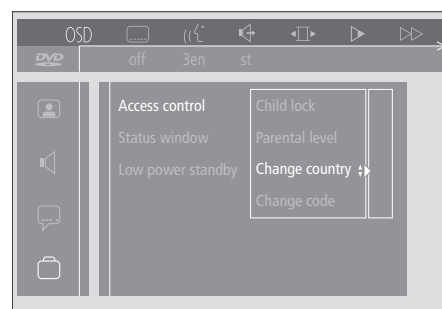 OSD
DVD off 3en st
Access control Child lock
Status window Parental level
Low power standby Change country
Change code